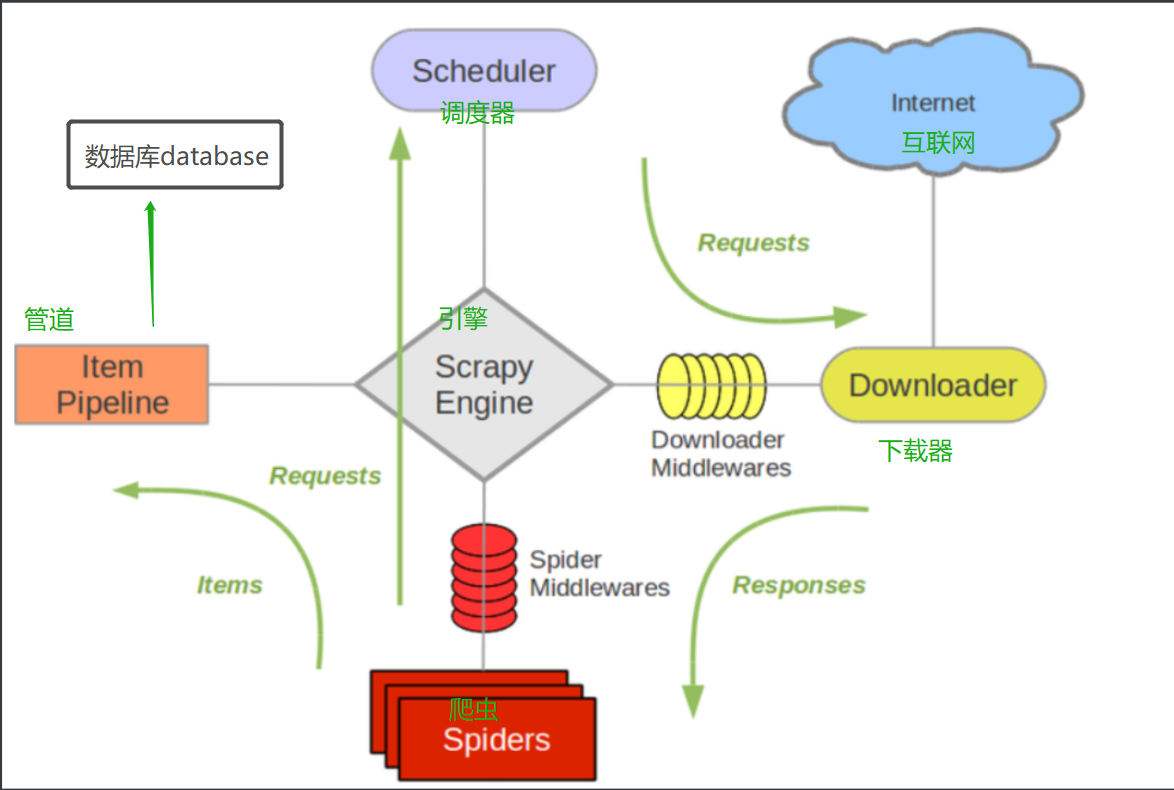 Scheduler
调度器
Internet
互联网
数据库database
Requests
管道
引擎
Item
Pipeline
Scrapy
Engine
Downloader
Downloader
Middlewares
下载器
Requests
Items
Spider
Middlewares
Responses
爬虫
Spiders